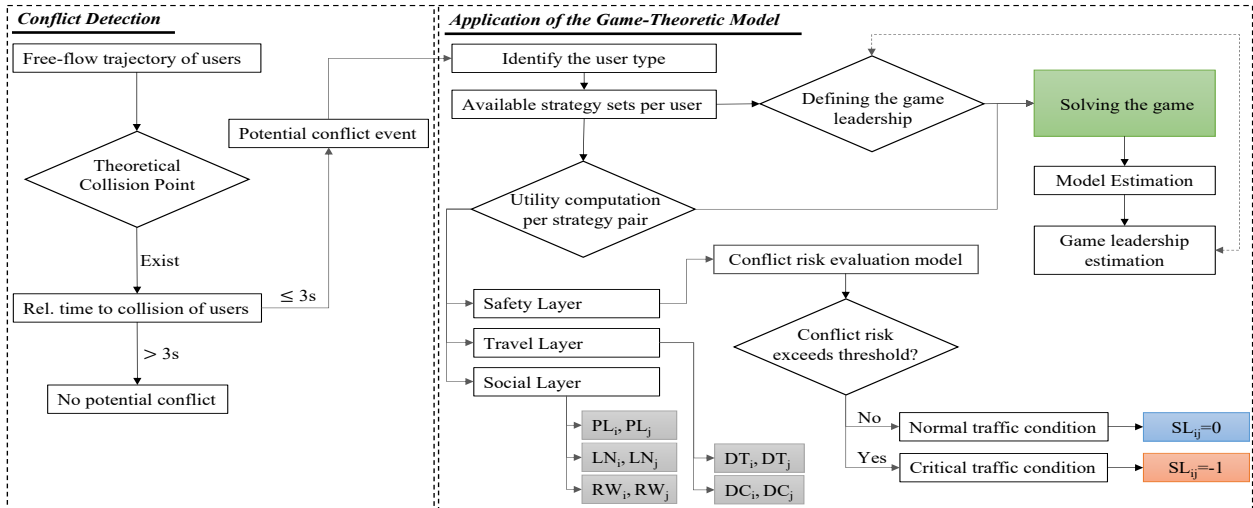 Conflict Detection
Free-flow trajectory of users
Theoretical
Collision Point
Exist
Rel. time to collision of users
≤ 3s
> 3s
No potential conflict
Potential conflict event
Application of the Game-Theoretic Model
Identify the user type
Available strategy sets per user
Defining the game
leadership
Solving the game
Model Estimation
Game leadership
estimation
Utility computation
per strategy pair
Conflict risk evaluation model
Safety Layer
Travel Layer
Social Layer
Conflict risk
exceeds threshold?
PLᵢ, PLⱼ
LNᵢ, LNⱼ
RWᵢ, RWⱼ
DTᵢ, DTⱼ
DCᵢ, DCⱼ
No
Normal traffic condition
SLᵢⱼ=0
Yes
Critical traffic condition
SLᵢⱼ=-1